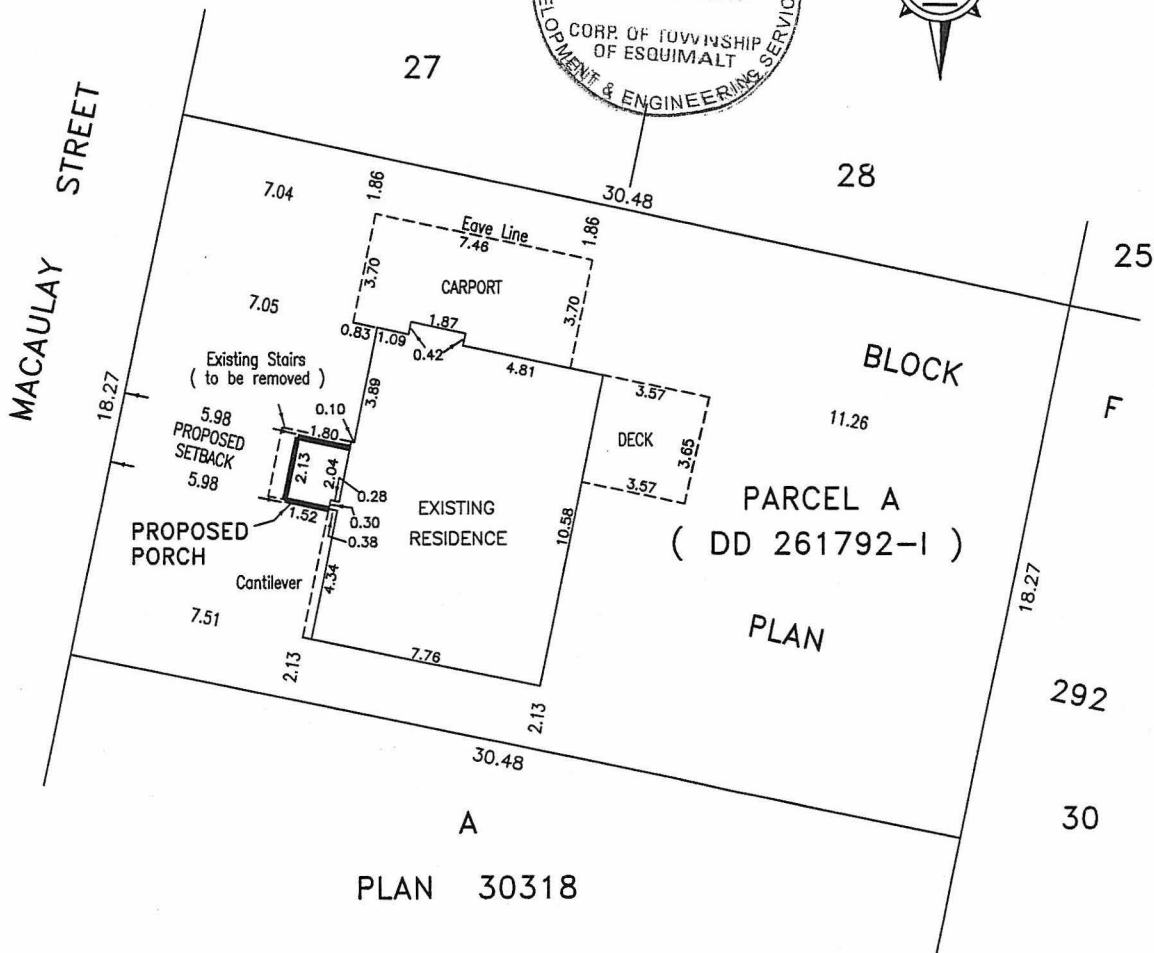 CORP. OF TOWNSHIP
OF ESQUIMALT
& ENGINEERING
27
28
25
MACAULAY STREET
7.04
1.86
30.48
Eave Line
7.46
1.86
3.70
CARPORT
3.70
7.05
0.83
1.09
1.87
0.42
4.81
BLOCK
F
Existing Stairs
( to be removed )
3.89
3.57
11.26
18.27
0.10
5.98
PROPOSED
SETBACK
5.98
1.80
2.13
2.04
0.28
DECK
3.65
3.57
PARCEL A
( DD 261792-I )
1.52
0.30
0.38
EXISTING
RESIDENCE
10.58
PROPOSED
PORCH
Cantilever
4.34
18.27
7.51
PLAN
7.76
2.13
2.13
292
30.48
30
A
PLAN 30318